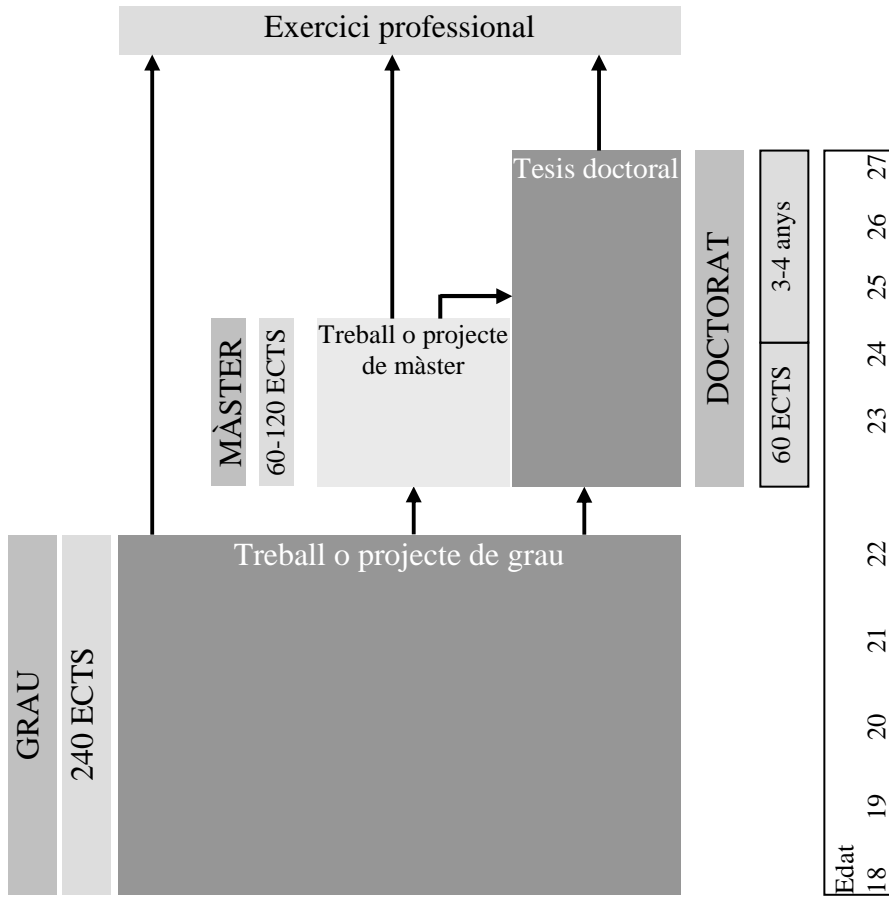 Exercici professional
Tesis doctoral
DOCTORAT
3-4 anys
60 ECTS
27
26
25
24
23
22
21
20
19
18
Edat
MÀSTER
60-120 ECTS
Treball o projecte
de màster
Treball o projecte de grau
GRAU
240 ECTS